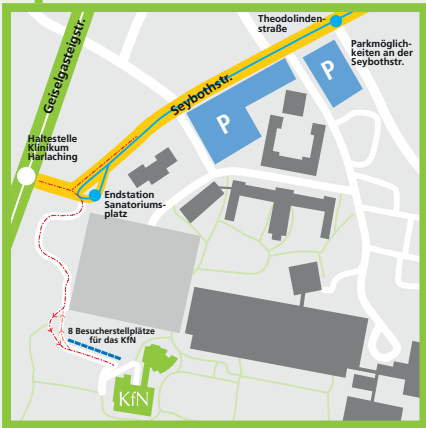 Theodolinden-
straße
Parkmöglich-
keiten an der
Seybothstr.
P
P
Seybothstr.
Geiselgasteigstr.
Haltestelle
Klinikum
Harlaching
Endstation
Sanatoriums-
platz
8 Besucherstellplätze
für das KfN
KfN